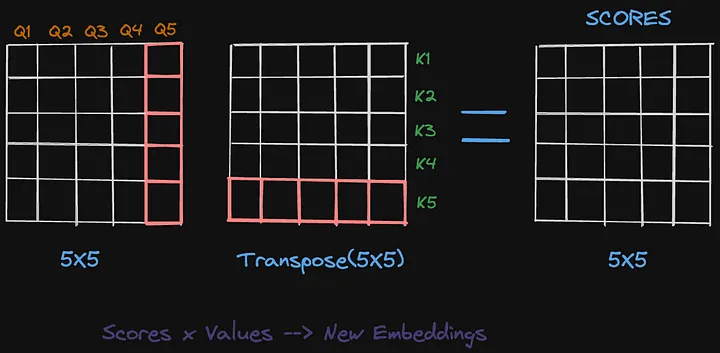 SCORES
Q1 Q2 Q3 Q4 Q5
K1
K2
K3
K4
K5
5X5
Transpose(5X5)
5X5
Scores x Values --> New Embeddings